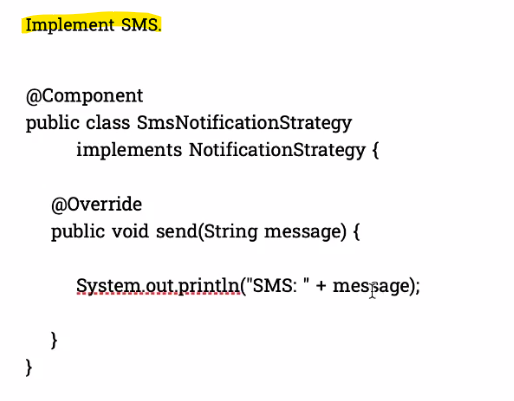 Implement SMS.
@Component
public class SmsNotificationStrategy
implements NotificationStrategy {
@Override
public void send(String message) {
System.out.println("SMS: " + message);
}
}